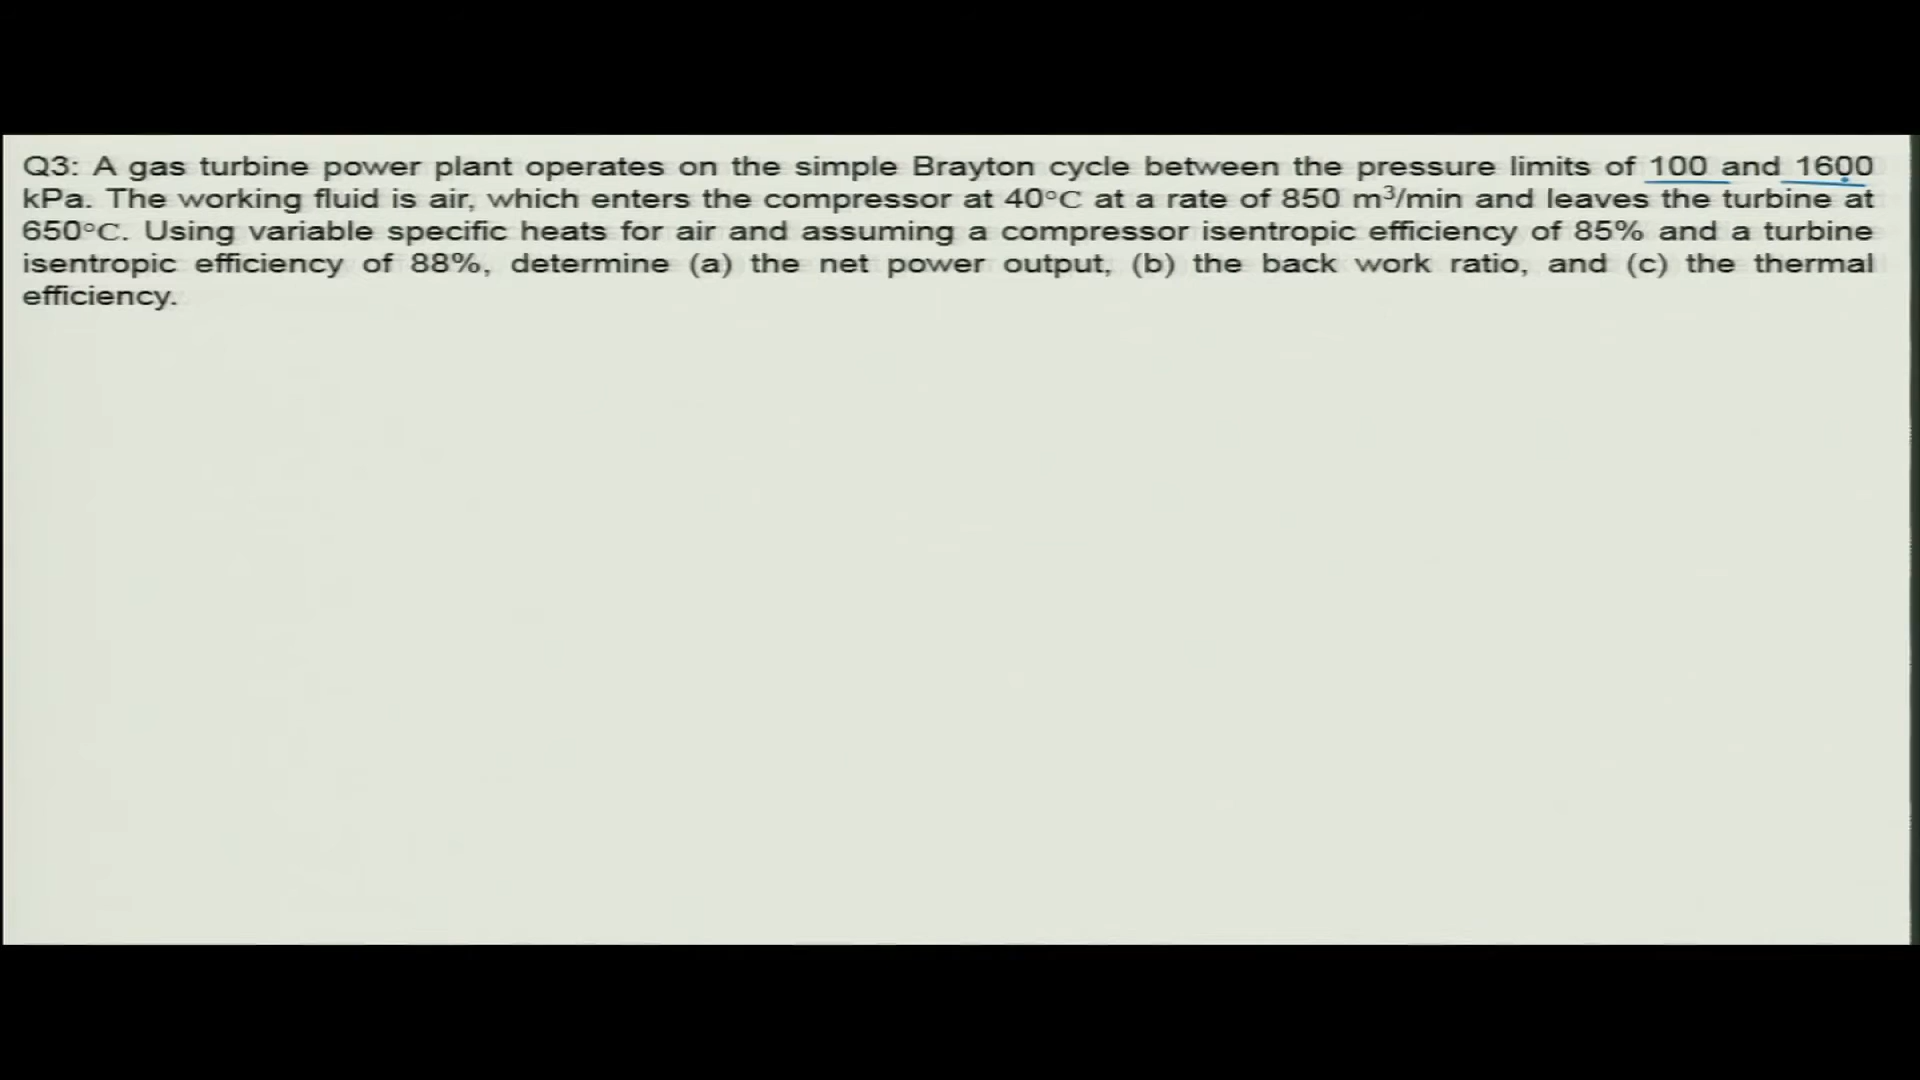 Q3: A gas turbine power plant operates on the simple Brayton cycle between the pressure limits of 100 and 1600
kPa. The working fluid is air, which enters the compressor at 40°C at a rate of 850 m³/min and leaves the turbine at
650°C. Using variable specific heats for air and assuming a compressor isentropic efficiency of 85% and a turbine
isentropic efficiency of 88%, determine (a) the net power output, (b) the back work ratio, and (c) the thermal
efficiency.